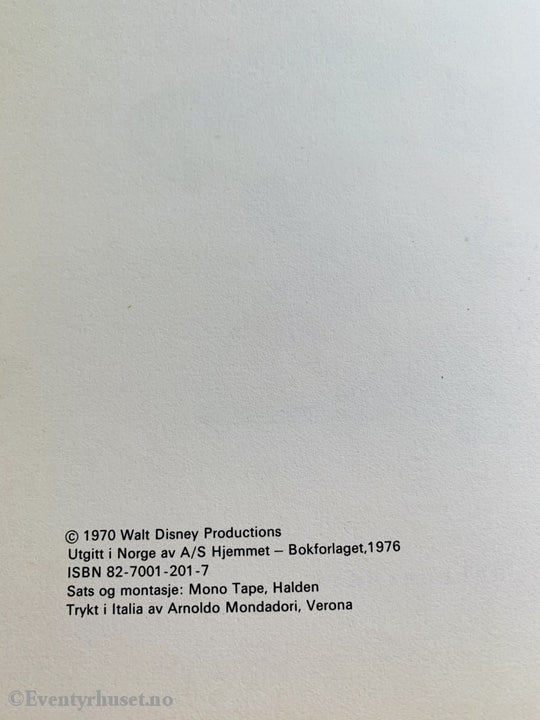 © 1970 Walt Disney Productions
Utgitt i Norge av A/S Hjemmet – Bokforlaget,1976
ISBN 82-7001-201-7
Sats og montasje: Mono Tape, Halden
Trykt i Italia av Arnoldo Mondadori, Verona
©Eventyrhuset.no